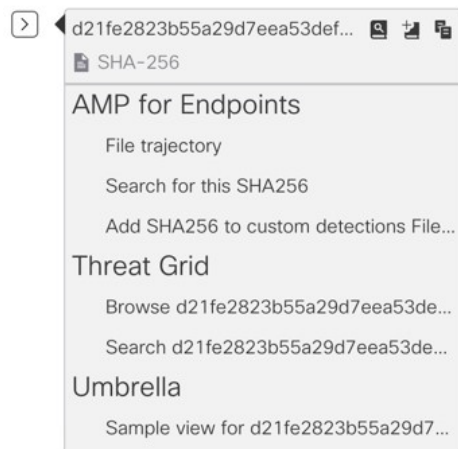 d21fe2823b55a29d7eea53def...
SHA-256
AMP for Endpoints
File trajectory
Search for this SHA256
Add SHA256 to custom detections File...
Threat Grid
Browse d21fe2823b55a29d7eea53de...
Search d21fe2823b55a29d7eea53de...
Umbrella
Sample view for d21fe2823b55a29d7...